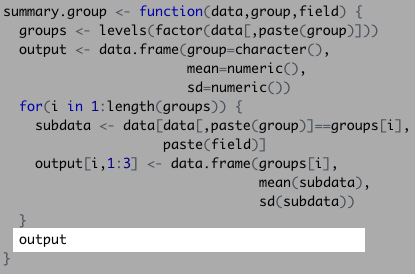 summary.group <- function(data,group,field) {
  groups <- levels(factor(data[,paste(group)]))
  output <- data.frame(group=character(),
                       mean=numeric(),
                       sd=numeric())
  for(i in 1:length(groups)) {
    subdata <- data[data[,paste(group)]==groups[i],
                    paste(field)]
    output[i,1:3] <- data.frame(groups[i],
                                mean(subdata),
                                sd(subdata))
  }
  output
}